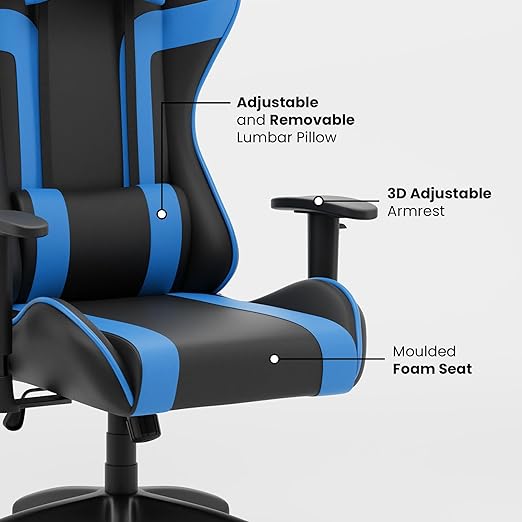 Adjustable
and Removable
Lumbar Pillow
3D Adjustable
Armrest
Moulded
Foam Seat